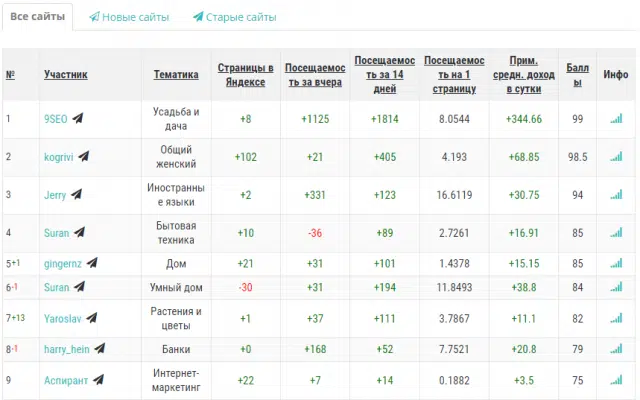 Все сайты Новые сайты Старые сайты
№ Участник Тематика Страницы в Яндексе Посещаемость за вчера Посещаемость за 14 дней Посещаемость на 1 страницу Прим. средн. доход в сутки Баллы Инфо
1 9SEO Усадьба и дача +8 +1125 +1814 8.0544 +344.66 99
2 kogrivi Общий женский +102 +21 +405 4.193 +68.85 98.5
3 Jerry Иностранные языки +2 +331 +123 16.6119 +30.75 94
4 Suran Бытовая техника +10 -36 +89 2.7261 +16.91 85
5+1 gingernz Дом +21 +31 +101 1.4378 +15.15 85
6-1 Suran Умный дом -30 +31 +194 11.8493 +38.8 84
7+13 Yaroslav Растения и цветы +1 +37 +111 3.7867 +11.1 82
8-1 harry_hein Банки +0 +168 +52 7.7521 +20.8 79
9 Аспирант Интернет-маркетинг +22 +7 +14 0.1882 +3.5 75